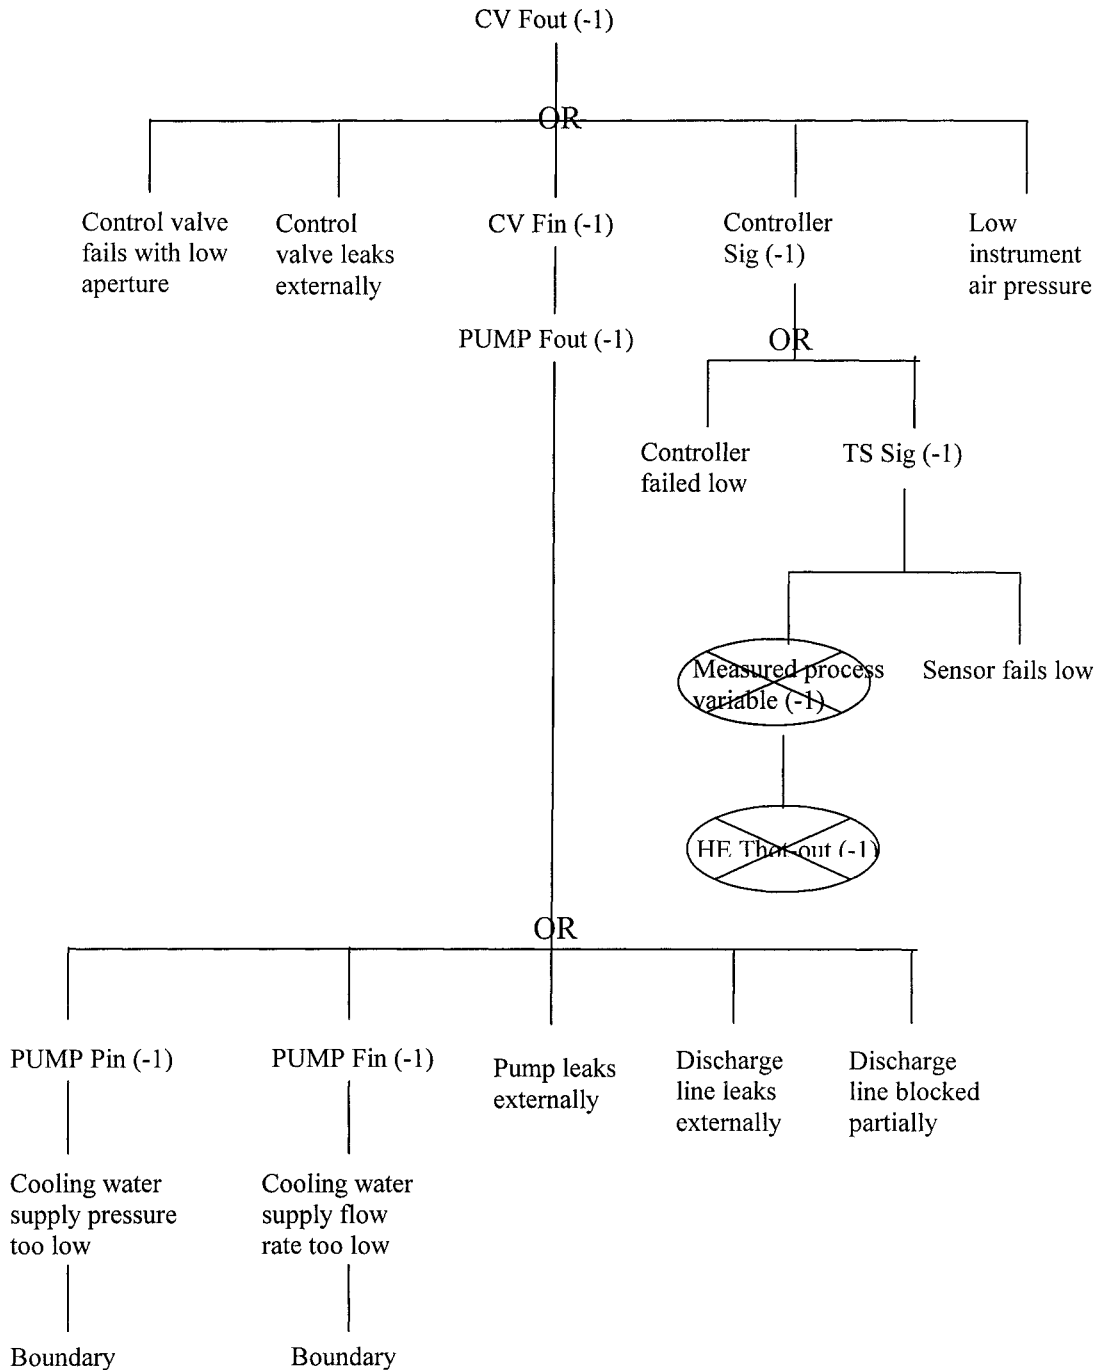 CV Fout (-1)
OR
Control valve
fails with low
aperture
Control
valve leaks
externally
CV Fin (-1)
Controller
Sig (-1)
Low
instrument
air pressure
PUMP Fout (-1)
OR
Controller
failed low
TS Sig (-1)
Measured process
variable (-1)
Sensor fails low
HE Thot-out (-1)
OR
PUMP Pin (-1)
PUMP Fin (-1)
Pump leaks
externally
Discharge
line leaks
externally
Discharge
line blocked
partially
Cooling water
supply pressure
too low
Cooling water
supply flow
rate too low
Boundary
Boundary